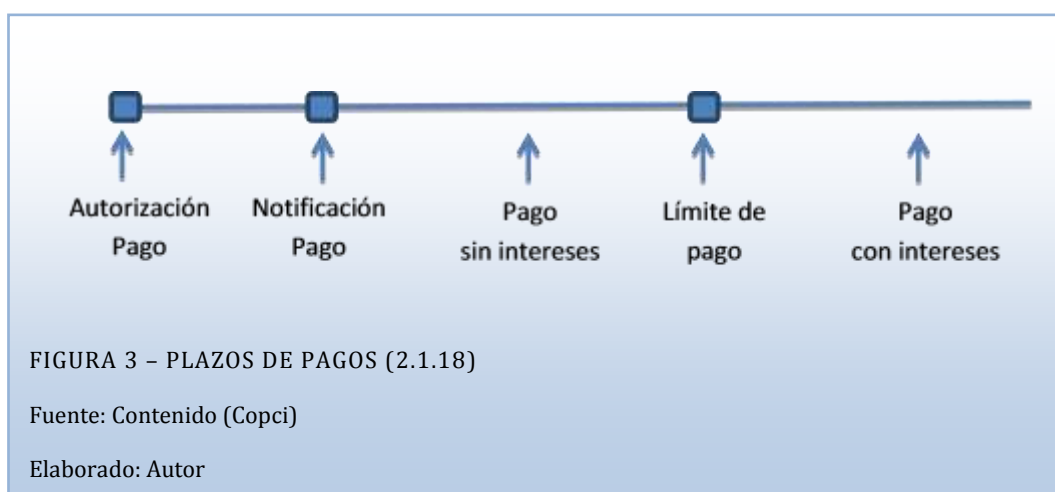 Autorización Notificación Pago Límite de Pago
Pago Pago sin intereses pago con intereses
FIGURA 3 – PLAZOS DE PAGOS (2.1.18)
Fuente: Contenido (Copci)
Elaborado: Autor